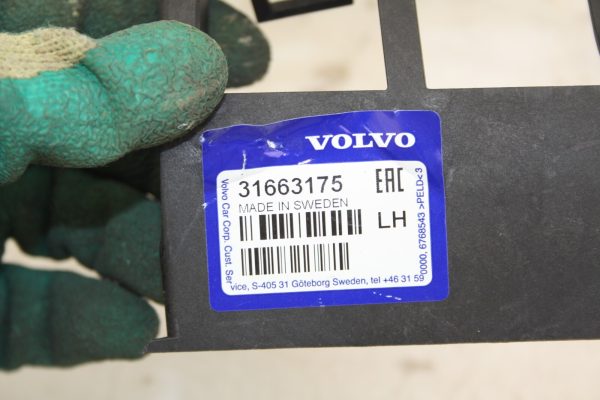 VOLVO
31663175
EAC
MADE IN SWEDEN
LH
Volvo Car Corp. Cust. Ser
vice, S-405 31 Göteborg Sweden, tel +46 31 59
0000, 6768543 >PELD<3